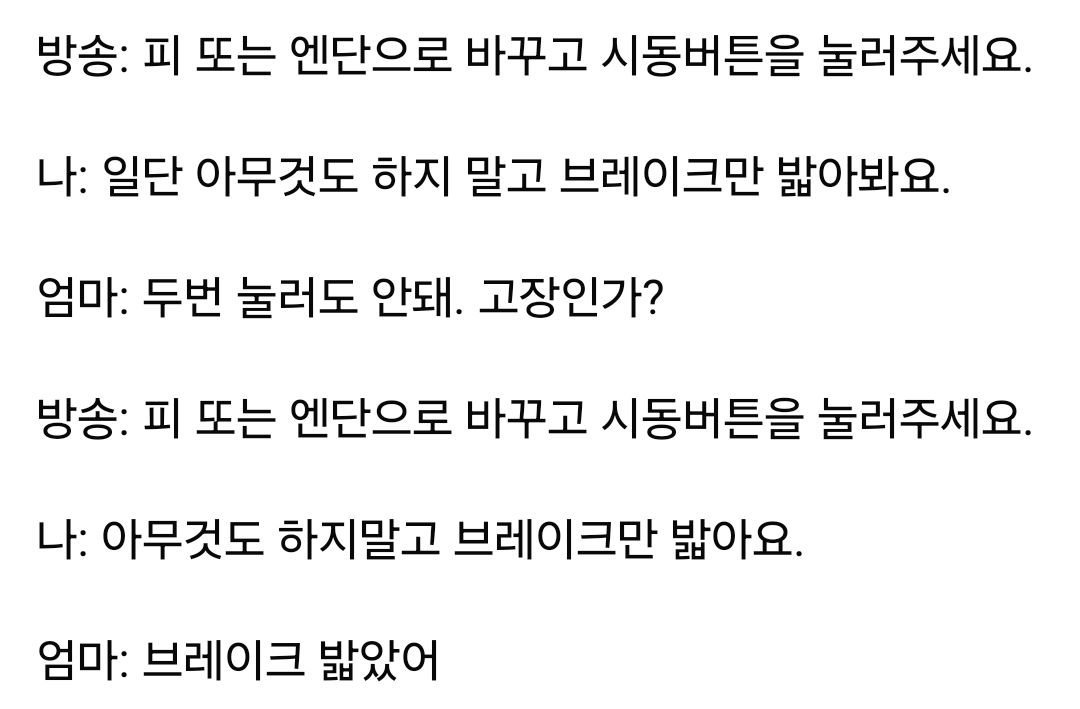 방송: 피 또는 엔단으로 바꾸고 시동버튼을 눌러주세요.
나: 일단 아무것도 하지 말고 브레이크만 밟아봐요.
엄마: 두번 눌러도 안돼. 고장인가?
방송: 피 또는 엔단으로 바꾸고 시동버튼을 눌러주세요.
나: 아무것도 하지말고 브레이크만 밟아요.
엄마: 브레이크 밟았어